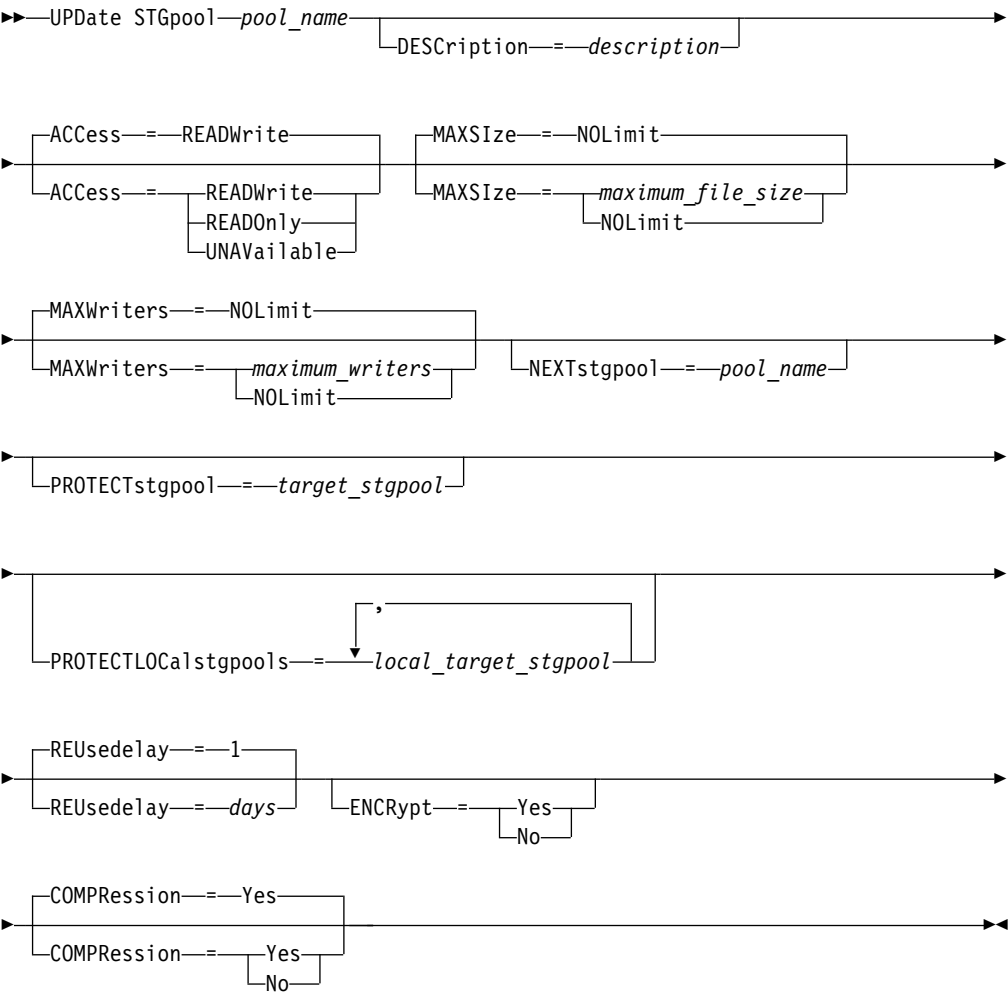 UPDate STGpool pool_name
DESCription = description
ACCess = READWrite
ACCess = READWrite
READOnly
UNAVailable
MAXSIze = NOLimit
MAXSIze = maximum_file_size
NOLimit
MAXWriters = NOLimit
MAXWriters = maximum_writers
NOLimit
NEXTstgpool = pool_name
PROTECTstgpool = target_stgpool
,
PROTECTLOCalstgpools = local_target_stgpool
REUsedelay = 1
REUsedelay = days
ENCRypt = Yes
No
COMPRession = Yes
COMPRession = Yes
No